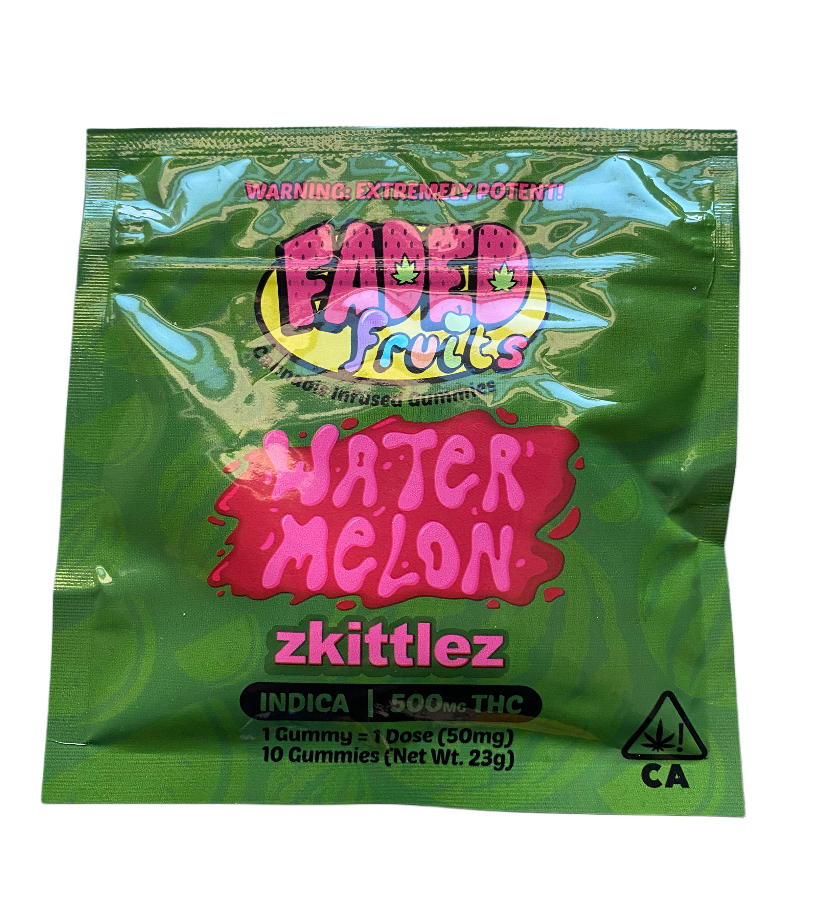 WARNING: EXTREMELY POTENT!
FADED
fruits
Cannabis Infused Gummies
WATER
MELON
zkittlez
INDICA | 500MG THC
1 Gummy = 1 Dose (50mg)
10 Gummies (Net Wt. 23g)
!
CA